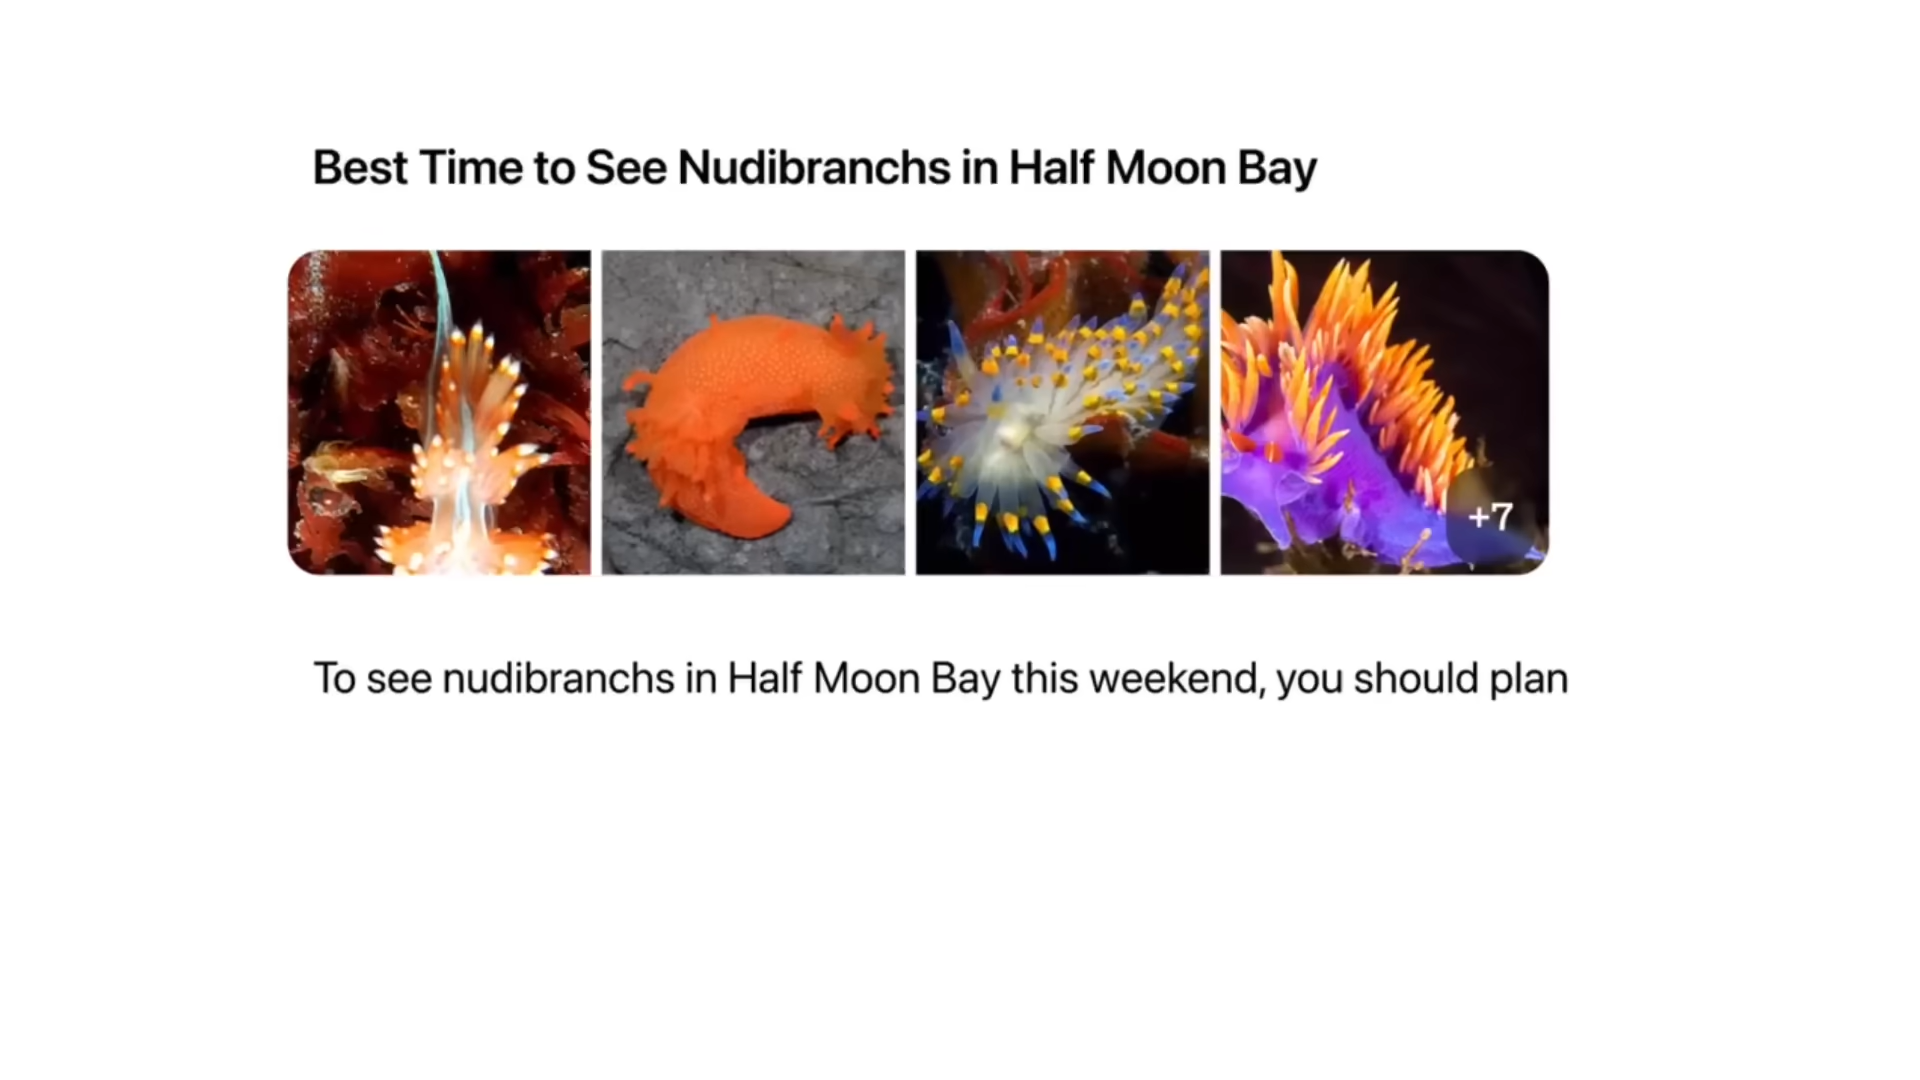 Best Time to See Nudibranchs in Half Moon Bay
+7
To see nudibranchs in Half Moon Bay this weekend, you should plan